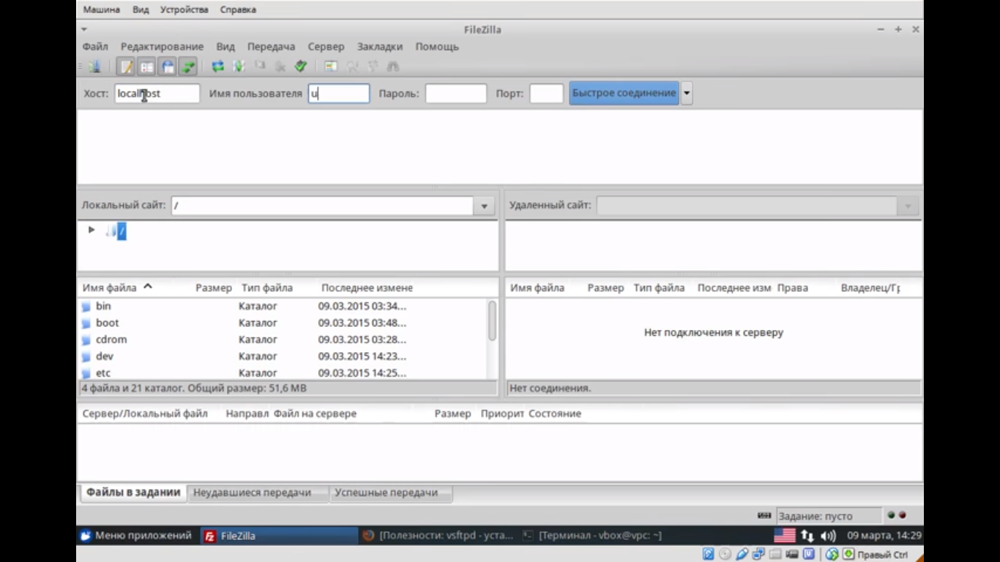 Машина Вид Устройства Справка
FileZilla
Файл Редактирование Вид Передача Сервер Закладки Помощь
Хост: localhost Имя пользователя u Пароль: Порт: Быстрое соединение
Локальный сайт: / Удаленный сайт:
/
Имя файла Размер Тип файла Последнее измене Имя файла Размер Тип файла Последнее изм Права Владелец/Гр
bin Каталог 09.03.2015 03:34...
boot Каталог 09.03.2015 03:48...
cdrom Каталог 09.03.2015 03:28...
Нет подключения к серверу
dev Каталог 09.03.2015 14:23...
etc Каталог 09.03.2015 14:25...
4 файла и 21 каталог. Общий размер: 51,6 MB Нет соединения.
Сервер/Локальный файл Направл Файл на сервере Размер Приорит Состояние
Файлы в задании Неудавшиеся передачи Успешные передачи
Задание: пусто
Меню приложений FileZilla [Полезности: vsftpd - уста... [Терминал - vbox@vpc: ~] 09 марта, 14:29
Правый Ctrl